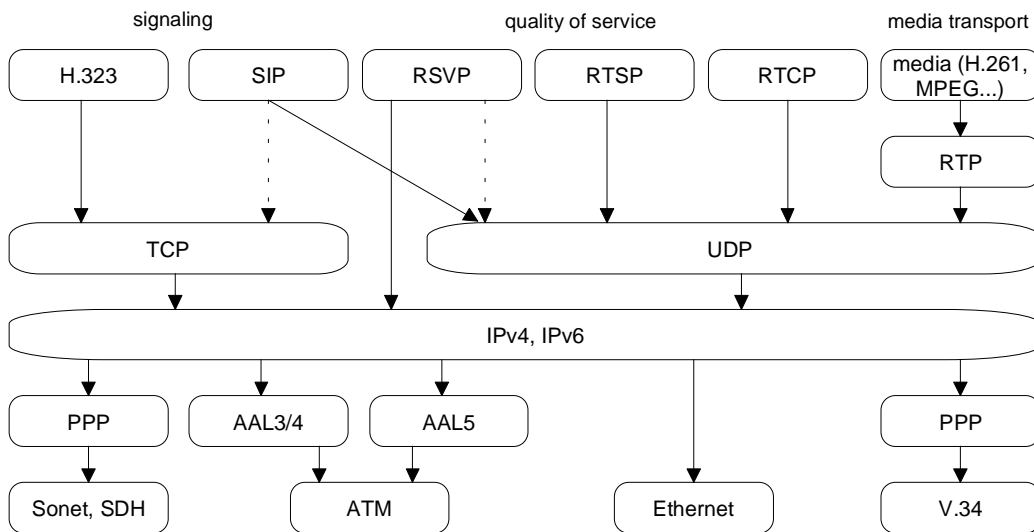 signaling
quality of service
media transport
H.323
SIP
RSVP
RTSP
RTCP
media (H.261,
MPEG...)
RTP
TCP
UDP
IPv4, IPv6
PPP
AAL3/4
AAL5
PPP
Sonet, SDH
ATM
Ethernet
V.34